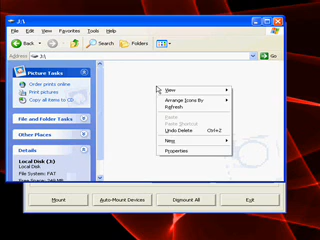 J:\
File Edit View Favorites Tools Help
Back Search Folders
Address J:\ Go
Picture Tasks
Order prints online
Print pictures
Copy all items to CD
File and Folder Tasks
Other Places
Details
Local Disk (J:)
Local Disk
File System: FAT
View
Arrange Icons By
Refresh
Paste
Paste Shortcut
Undo Delete Ctrl+Z
New
Properties
Mount Auto-Mount Devices Dismount All Exit